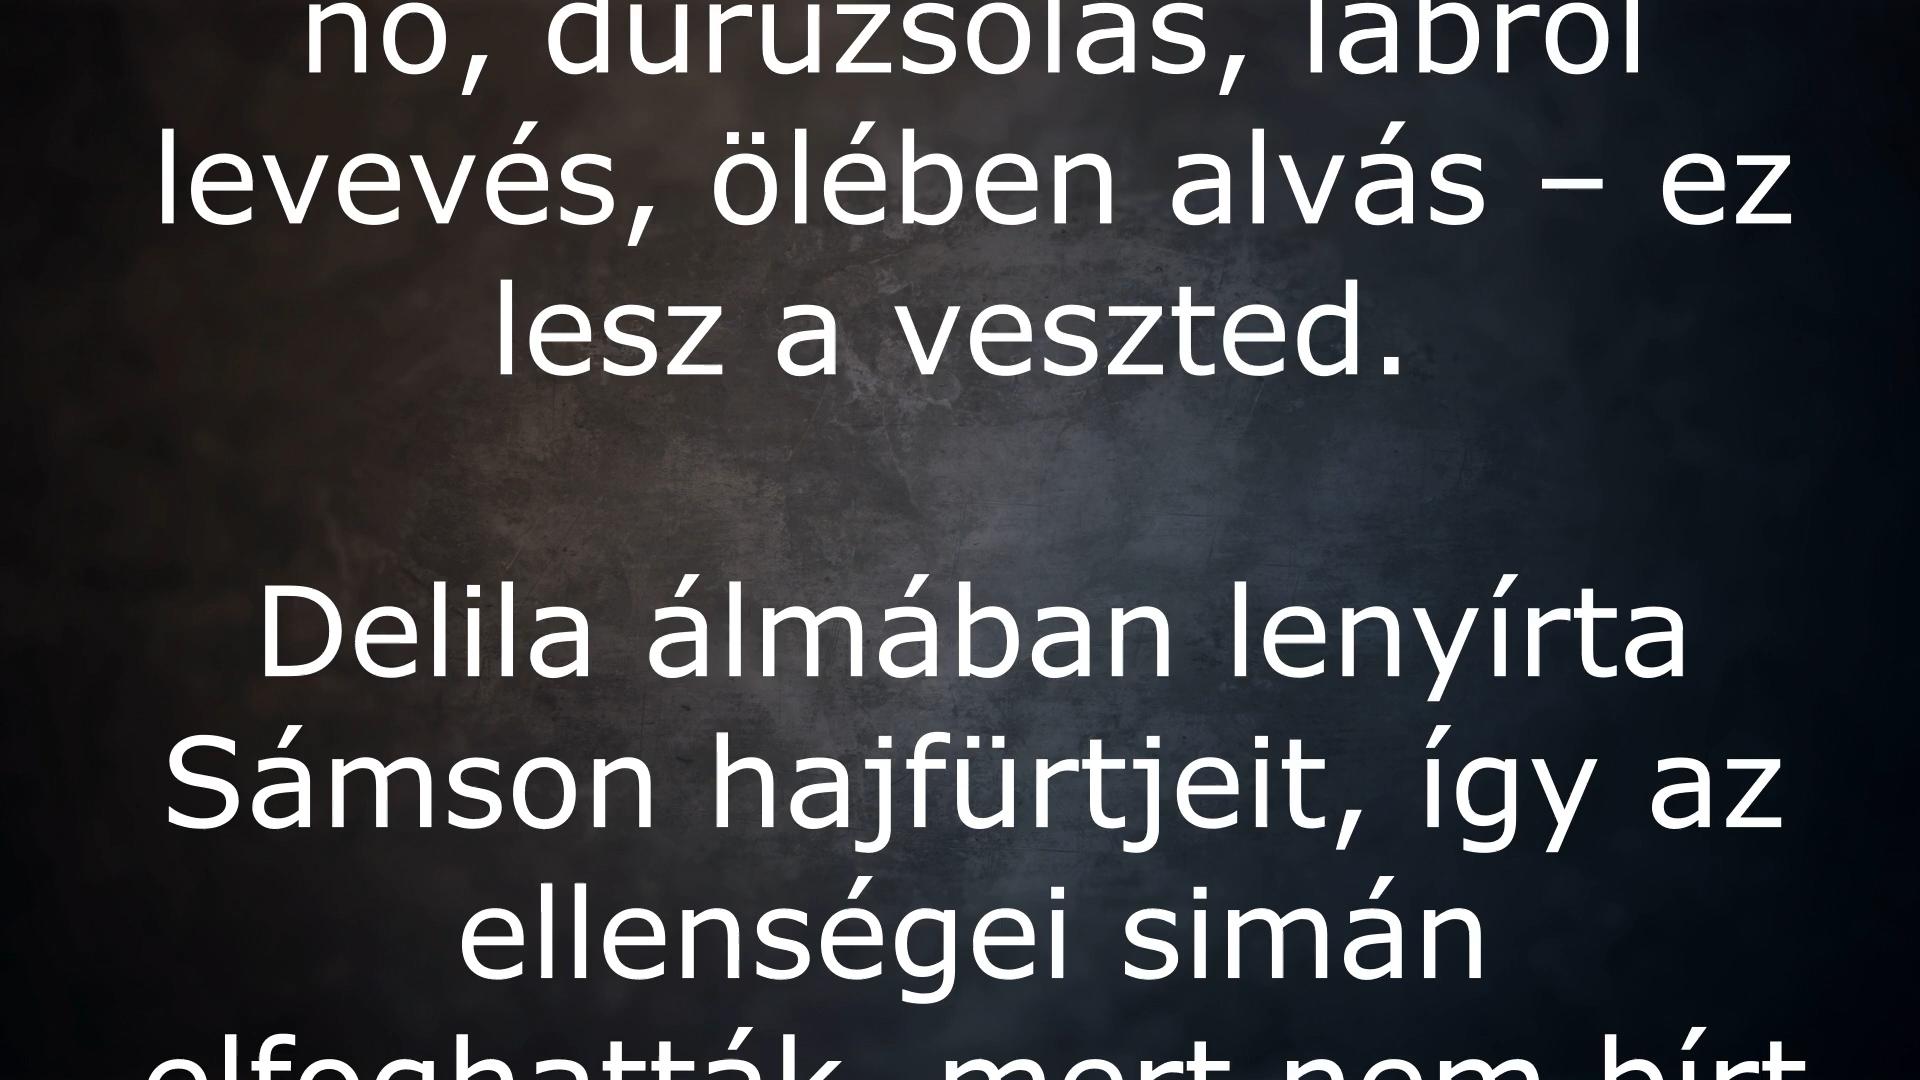 nő, duruzsolás, lábról
levevés, ölében alvás – ez
lesz a veszted.
Delila álmában lenyírta
Sámson hajfürtjeit, így az
ellenségei simán
elfoghatták, mert nem bírt